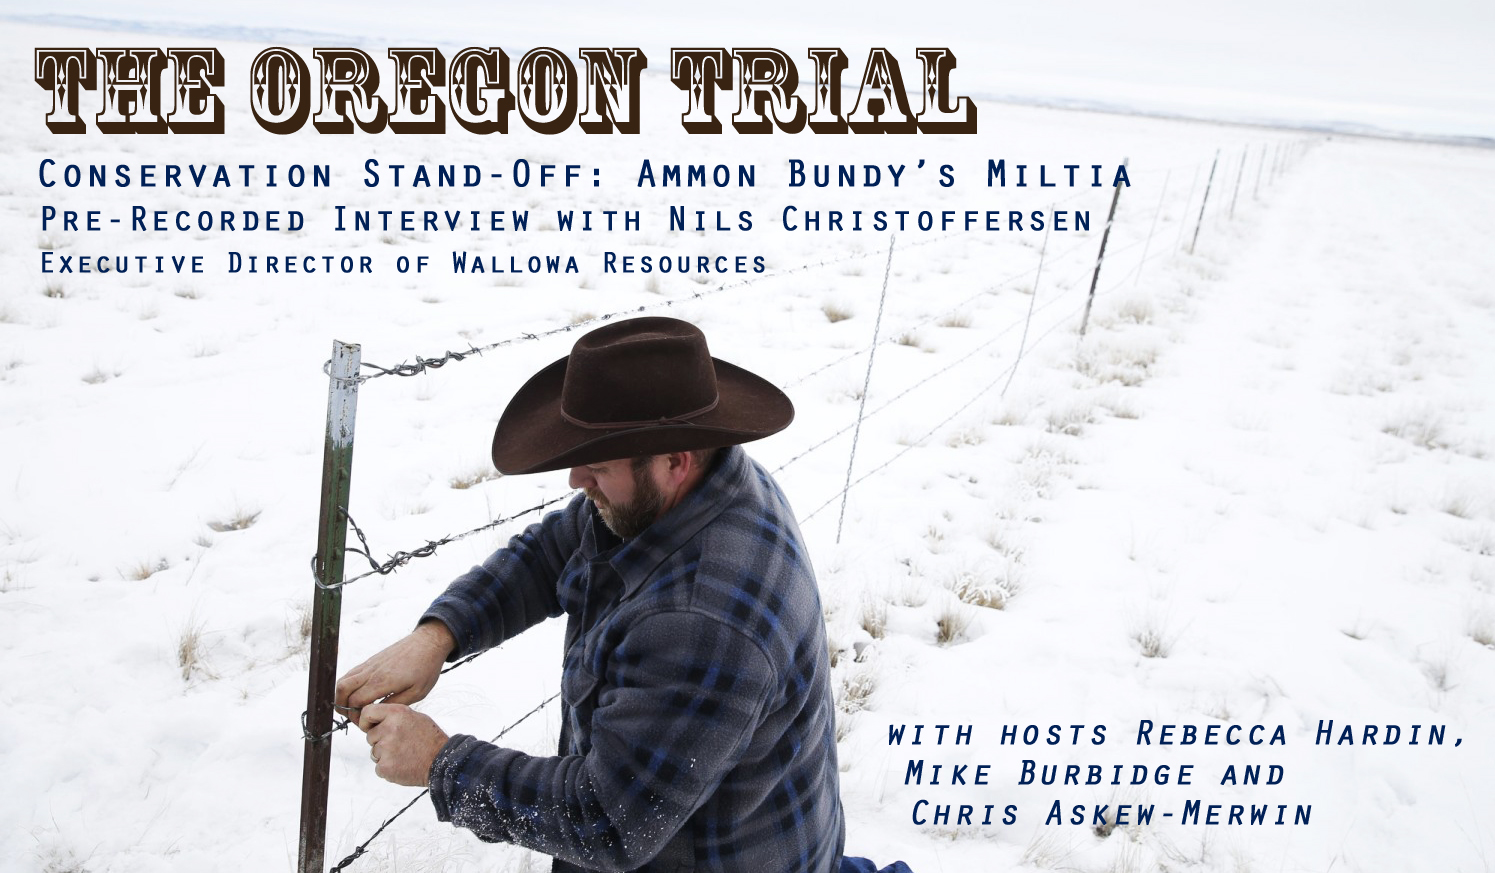 THE OREGON TRIAL
CONSERVATION STAND-OFF: AMMON BUNDY'S MILTIA
PRE-RECORDED INTERVIEW WITH NILS CHRISTOFFERSEN
EXECUTIVE DIRECTOR OF WALLOWA RESOURCES
WITH HOSTS REBECCA HARDIN,
MIKE BURBIDGE AND
CHRIS ASKEW-MERWIN